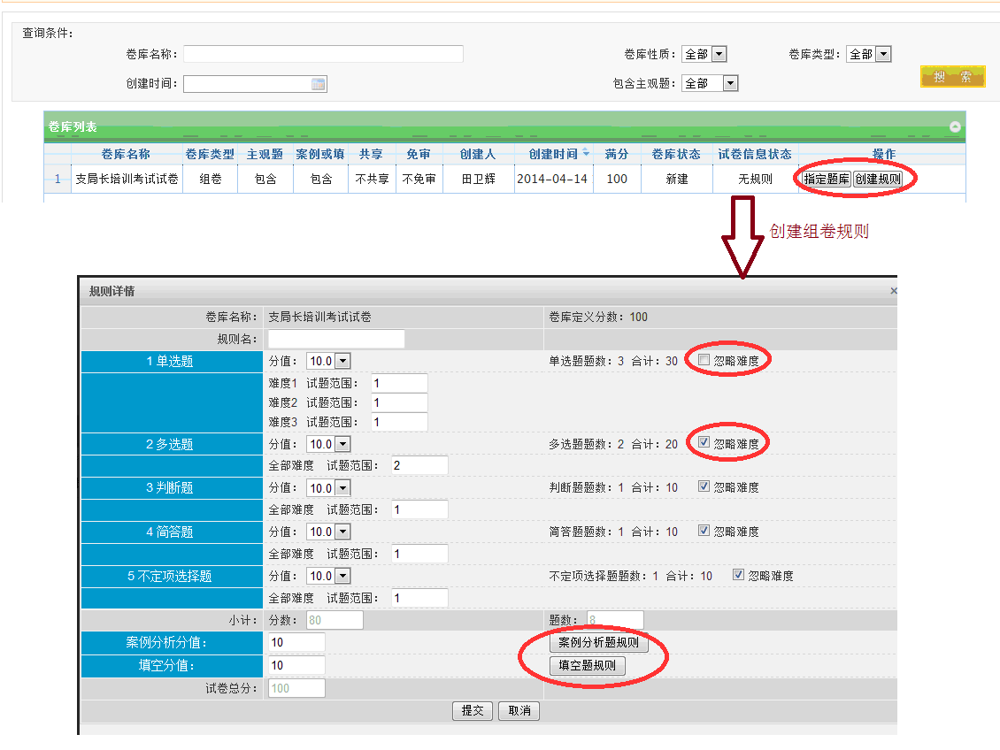 查询条件：
卷库名称： 卷库性质： 全部 卷库类型： 全部
创建时间： 包含主观题： 全部 搜 索
卷库列表
卷库名称 卷库类型 主观题 案例或填 共享 免审 创建人 创建时间 满分 卷库状态 试卷信息状态 操作
1 支局长培训考试试卷 组卷 包含 包含 不共享 不免审 田卫辉 2014-04-14 100 新建 无规则 指定题库 创建规则
创建组卷规则
规则详情 ×
卷库名称： 支局长培训考试试卷 卷库定义分数：100
规则名：
1 单选题 分值： 10.0 单选题题数：3 合计：30 忽略难度
难度1 试题范围： 1
难度2 试题范围： 1
难度3 试题范围： 1
2 多选题 分值： 10.0 多选题题数：2 合计：20 忽略难度
全部难度 试题范围： 2
3 判断题 分值： 10.0 判断题题数：1 合计：10 忽略难度
全部难度 试题范围： 1
4 简答题 分值： 10.0 简答题题数：1 合计：10 忽略难度
全部难度 试题范围： 1
5 不定项选择题 分值： 10.0 不定项选择题题数：1 合计：10 忽略难度
全部难度 试题范围： 1
小计： 分数： 80 题数： 8
案例分析分值： 10 案例分析题规则
填空分值： 10 填空题规则
试卷总分： 100
提交 取消